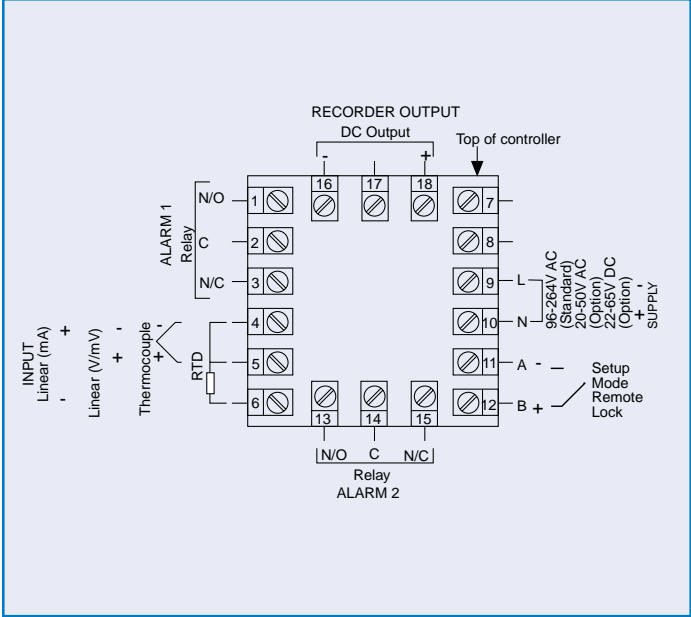 RECORDER OUTPUT
DC Output
- +
Top of controller
16 17 18
N/O 1
C 2
N/C 3
ALARM 1
Relay
7
8
9 L
10 N
11 A -
12 B +
96-264V AC
(Standard)
20-50V AC
(Option)
22-65V DC
(Option)
- +
SUPPLY
Setup
Mode
Remote
Lock
4
5
6
INPUT
Linear (mA)
+ -
Linear (V/mV)
- +
Thermocouple
- +
RTD
13 14 15
N/O C N/C
Relay
ALARM 2